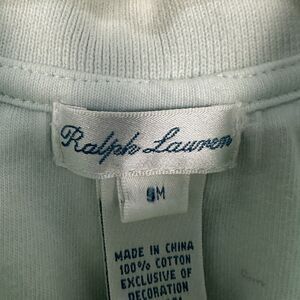 Ralph Lauren
9M
MADE IN CHINA
100% COTTON
EXCLUSIVE OF
DECORATION